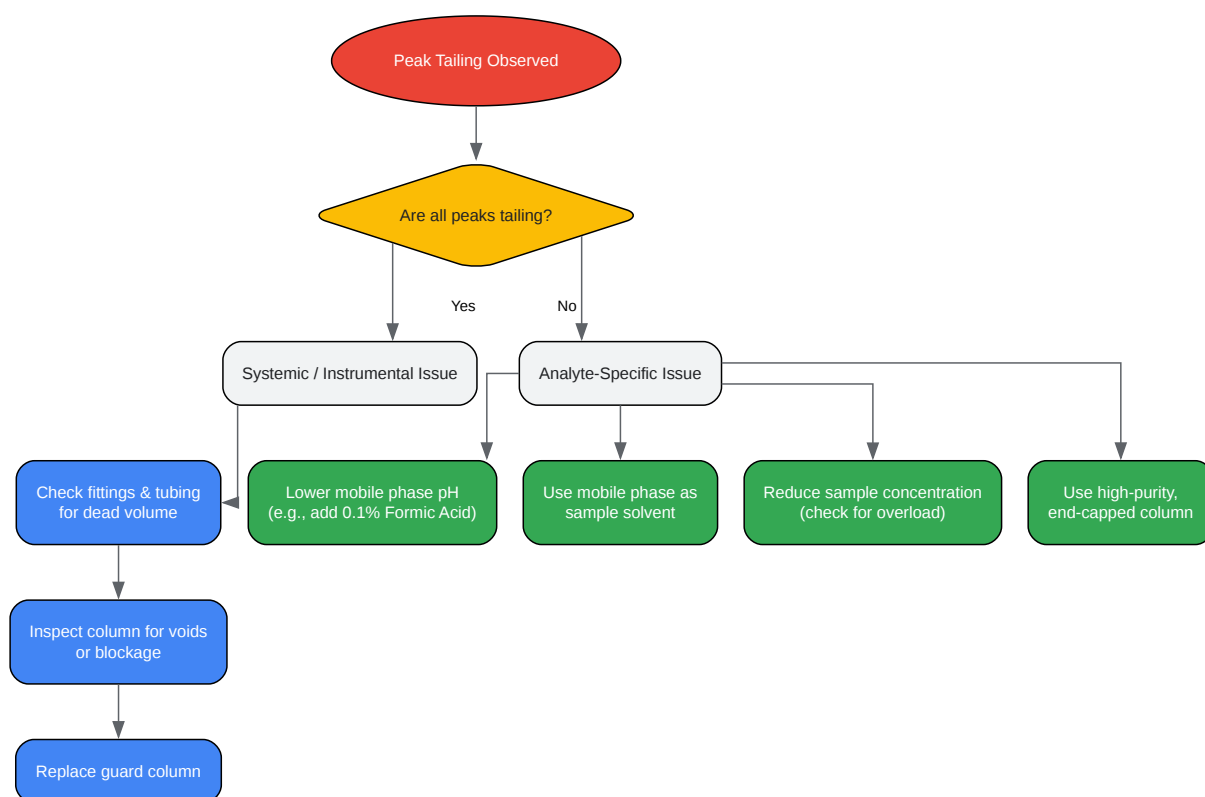 Peak Tailing Observed
Are all peaks tailing?
Yes
No
Systemic / Instrumental Issue
Analyte-Specific Issue
Check fittings & tubing
for dead volume
Lower mobile phase pH
(e.g., add 0.1% Formic Acid)
Use mobile phase as
sample solvent
Reduce sample concentration
(check for overload)
Use high-purity,
end-capped column
Inspect column for voids
or blockage
Replace guard column